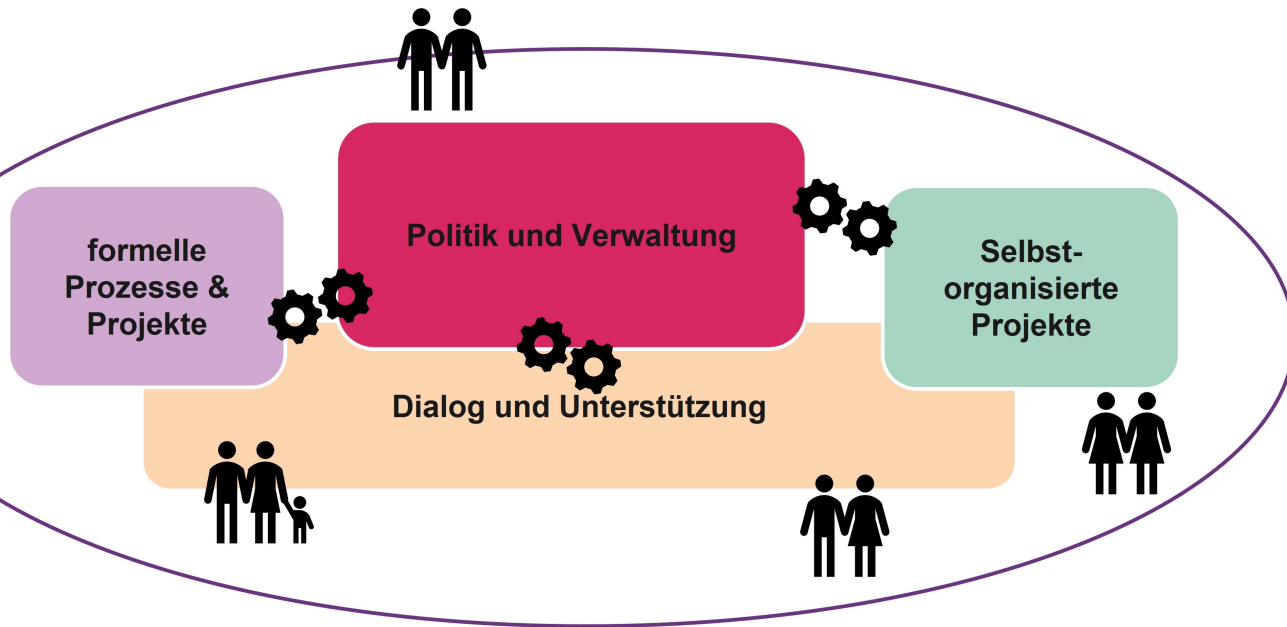 formelle
Prozesse &
Projekte
Politik und Verwaltung
Selbst-
organisierte
Projekte
Dialog und Unterstützung